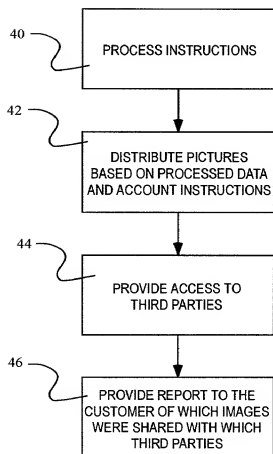 40
PROCESS INSTRUCTIONS
42
DISTRIBUTE PICTURES
BASED ON PROCESSED DATA
AND ACCOUNT INSTRUCTIONS
44
PROVIDE ACCESS TO
THIRD PARTIES
46
PROVIDE REPORT TO THE
CUSTOMER OF WHICH IMAGES
WERE SHARED WITH WHICH
THIRD PARTIES